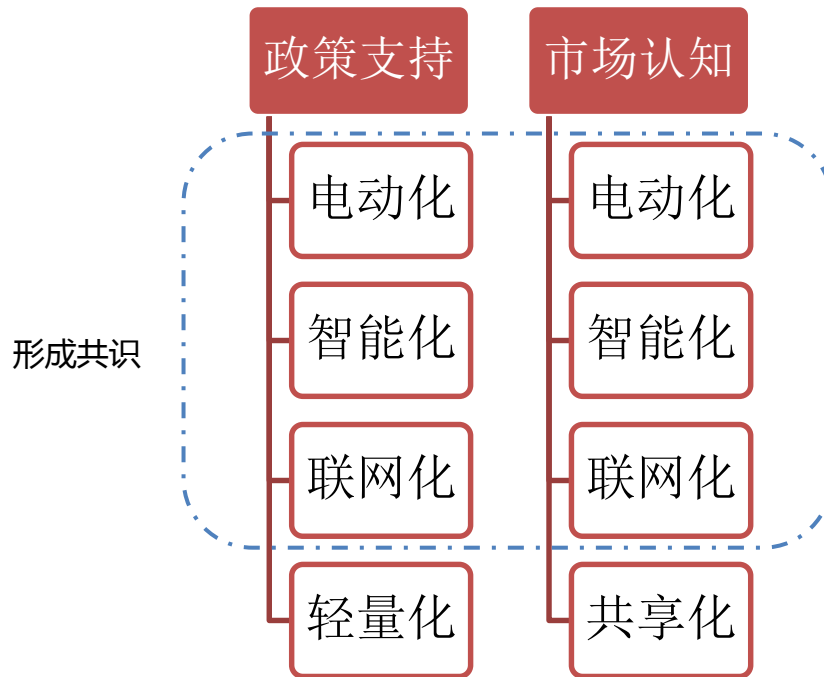 政策支持
市场认知
电动化
电动化
智能化
智能化
形成共识
联网化
联网化
轻量化
共享化